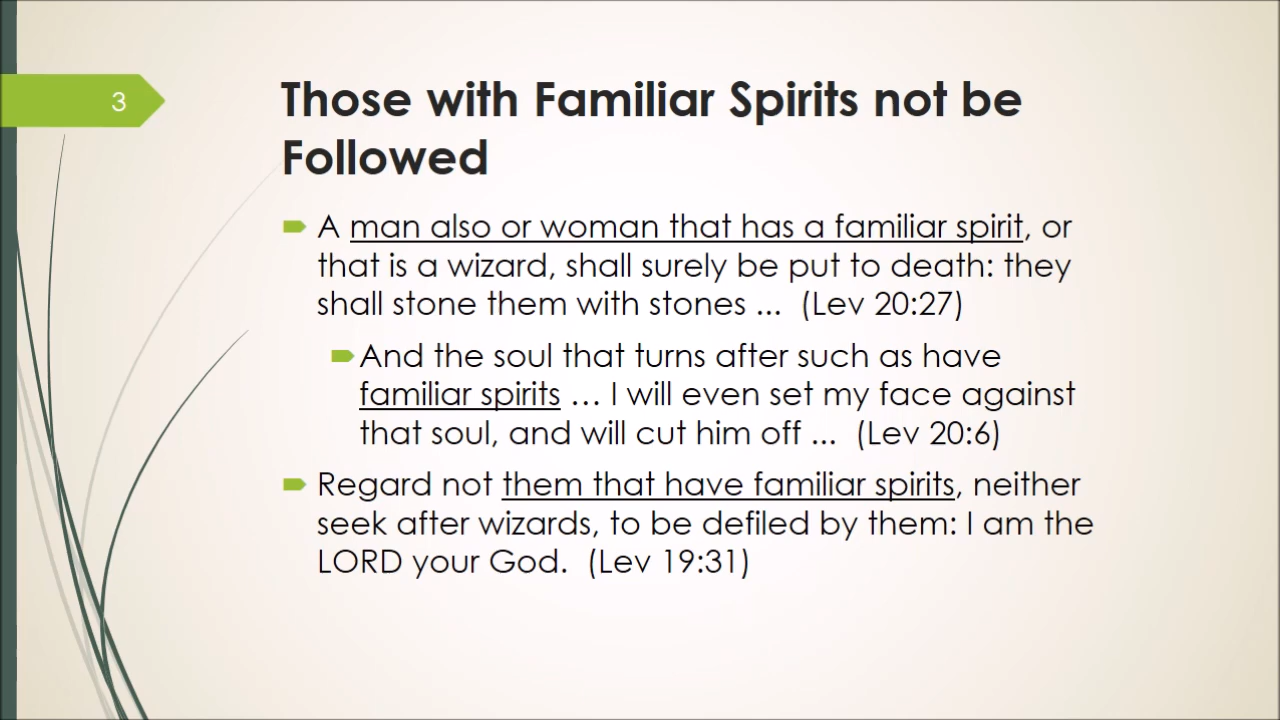 3
Those with Familiar Spirits not be
Followed
A man also or woman that has a familiar spirit, or
that is a wizard, shall surely be put to death: they
shall stone them with stones ...  (Lev 20:27)
And the soul that turns after such as have
familiar spirits … I will even set my face against
that soul, and will cut him off ...  (Lev 20:6)
Regard not them that have familiar spirits, neither
seek after wizards, to be defiled by them: I am the
LORD your God.  (Lev 19:31)